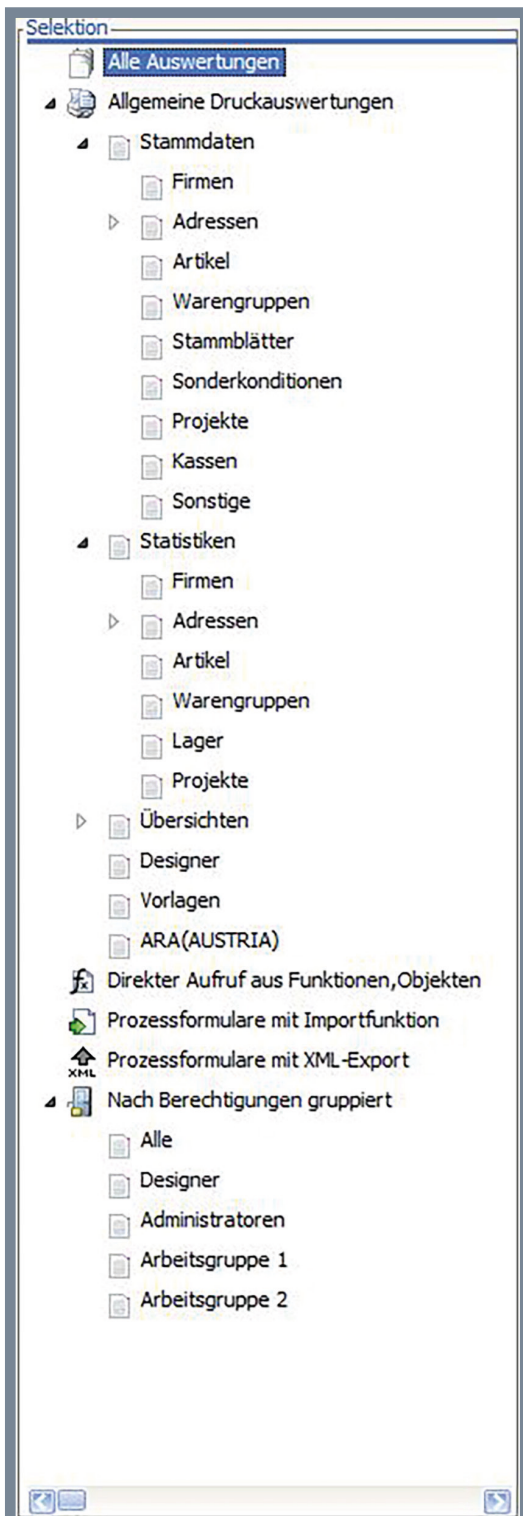 Selektion
Alle Auswertungen
Allgemeine Druckauswertungen
Stammdaten
Firmen
Adressen
Artikel
Warengruppen
Stammblätter
Sonderkonditionen
Projekte
Kassen
Sonstige
Statistiken
Firmen
Adressen
Artikel
Warengruppen
Lager
Projekte
Übersichten
Designer
Vorlagen
ARA(AUSTRIA)
Direkter Aufruf aus Funktionen,Objekten
Prozessformulare mit Importfunktion
XML Prozessformulare mit XML-Export
Nach Berechtigungen gruppiert
Alle
Designer
Administratoren
Arbeitsgruppe 1
Arbeitsgruppe 2